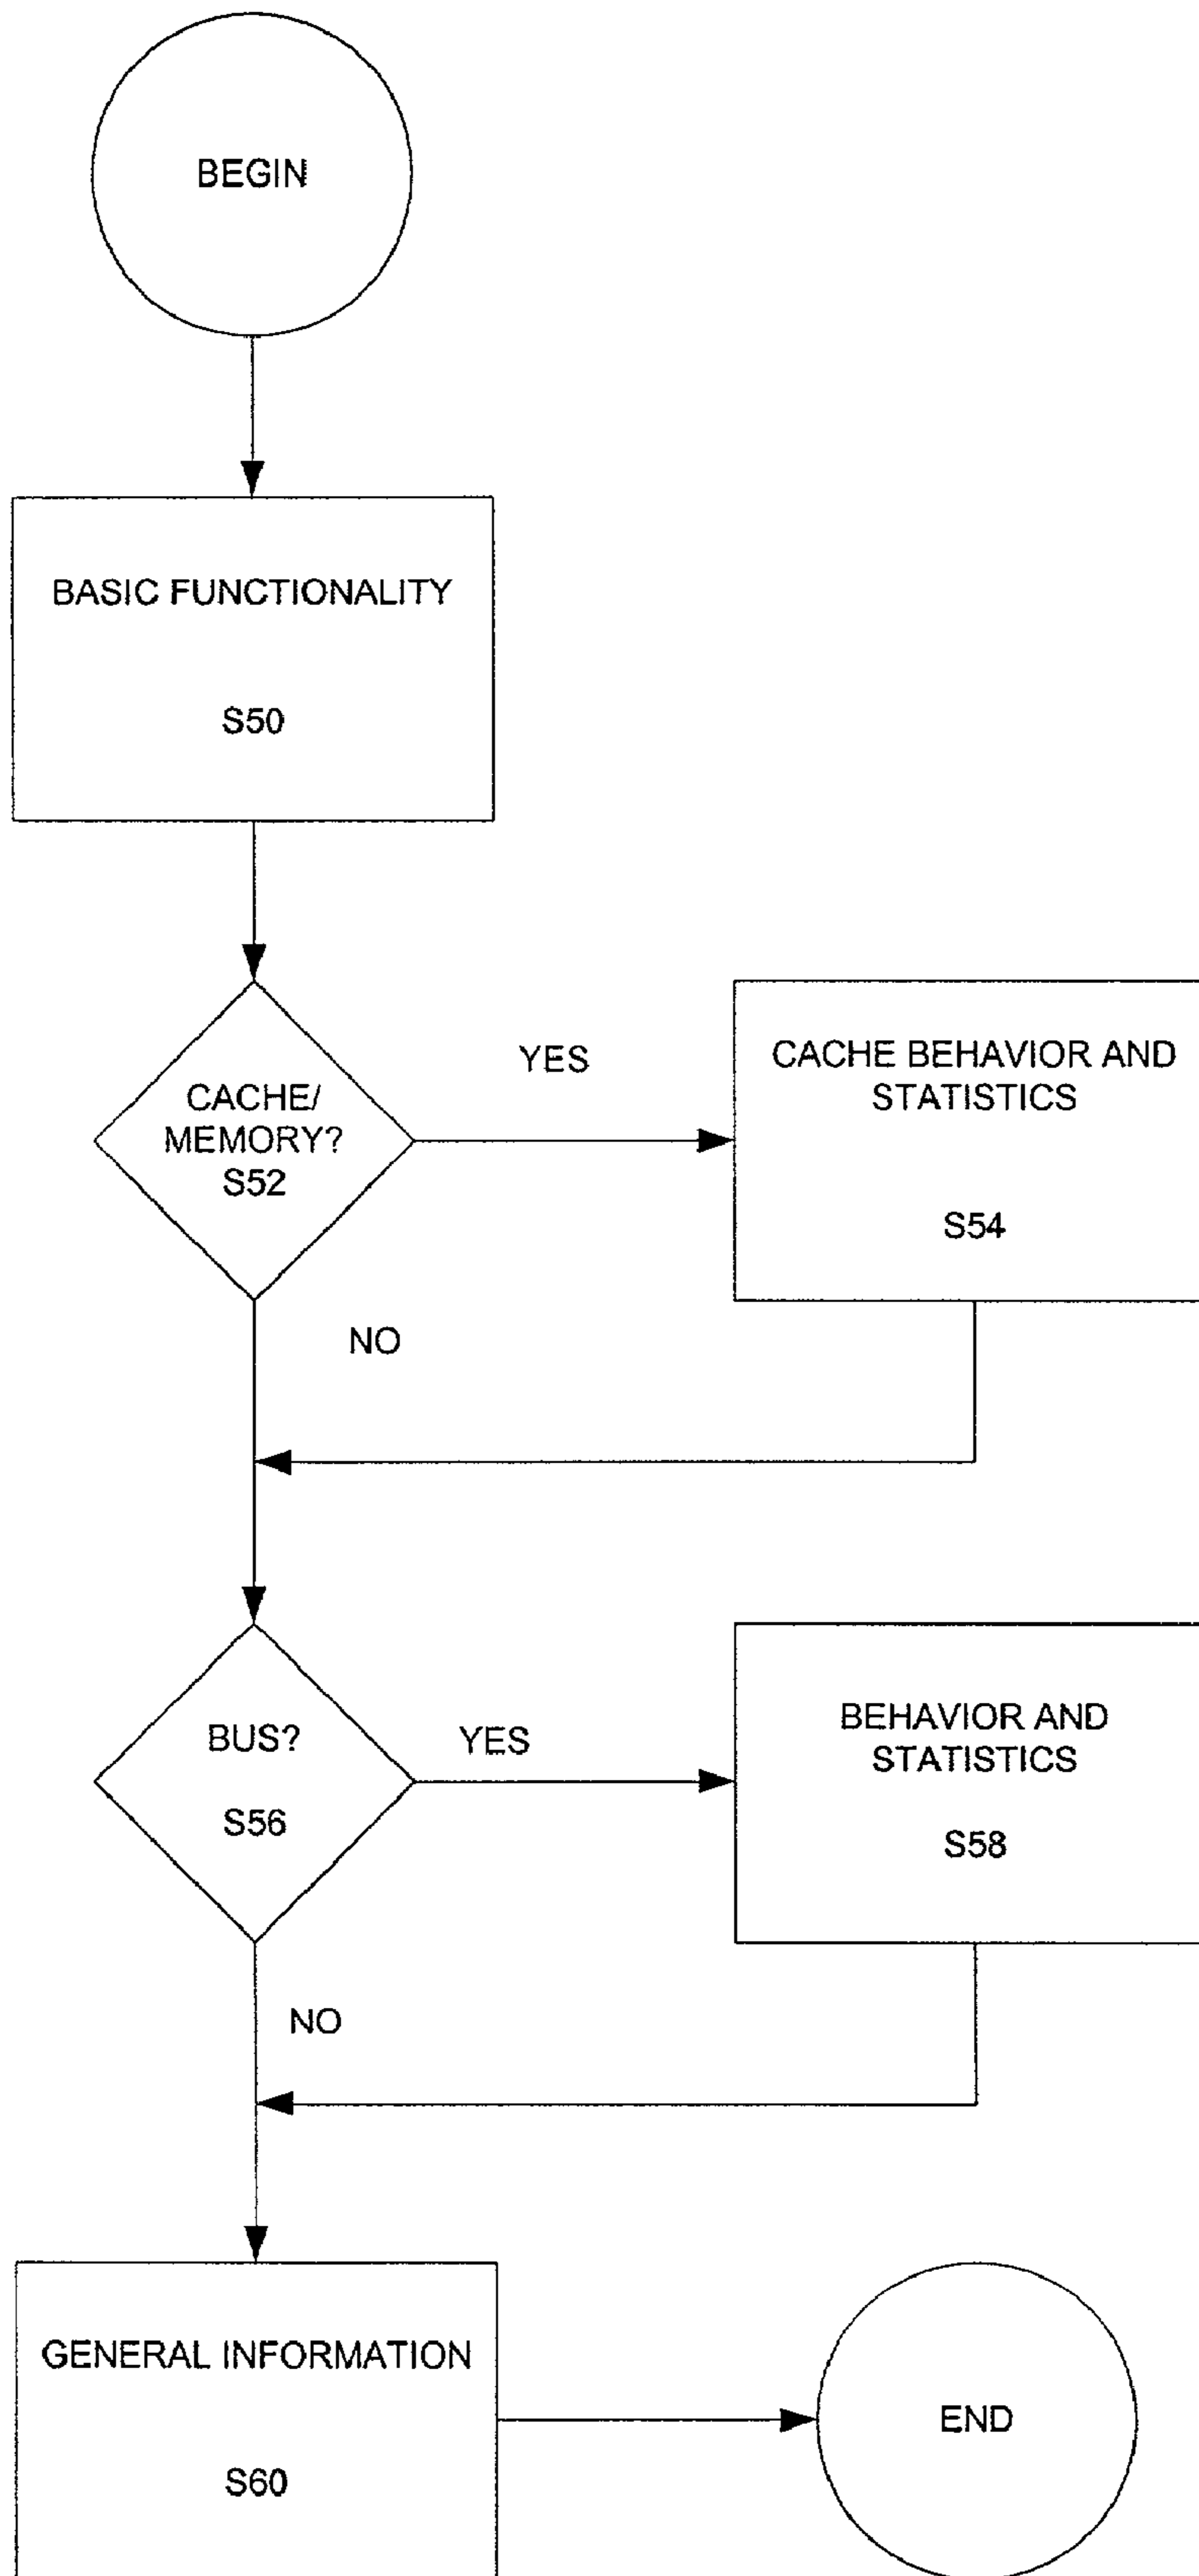 BEGIN
BASIC FUNCTIONALITY
S50
CACHE/
MEMORY?
S52
YES
CACHE BEHAVIOR AND
STATISTICS
S54
NO
BUS?
S56
YES
BEHAVIOR AND
STATISTICS
S58
NO
GENERAL INFORMATION
S60
END